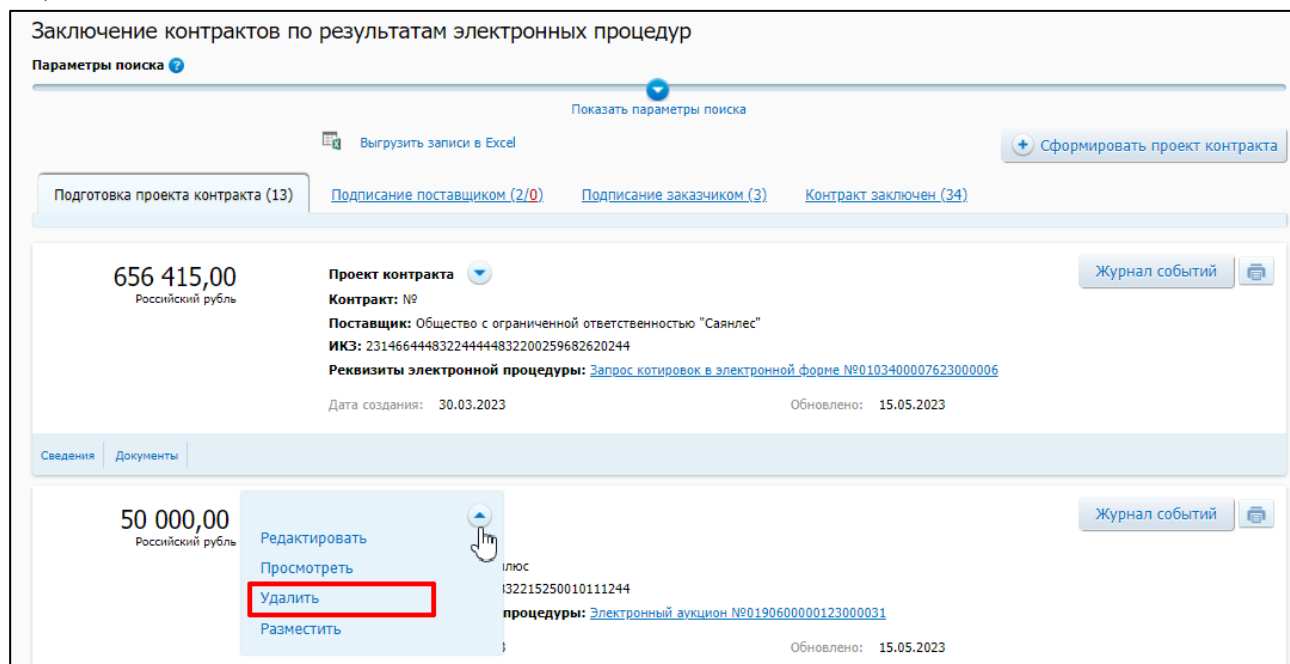 Заключение контрактов по результатам электронных процедур
Параметры поиска ?
Показать параметры поиска
Выгрузить записи в Excel
Сформировать проект контракта
Подготовка проекта контракта (13) Подписание поставщиком (2/0) Подписание заказчиком (3) Контракт заключен (34)
656 415,00
Российский рубль
Проект контракта
Журнал событий
Контракт: №
Поставщик: Общество с ограниченной ответственностью "Саянлес"
ИКЗ: 231466444832244444832200259682620244
Реквизиты электронной процедуры: Запрос котировок в электронной форме №0103400007623000006
Дата создания: 30.03.2023 Обновлено: 15.05.2023
Сведения Документы
50 000,00
Российский рубль
Журнал событий
Редактировать
Просмотреть
Удалить
Разместить
люс
32215250010111244
процедуры: Электронный аукцион №0190600000123000031
Обновлено: 15.05.2023